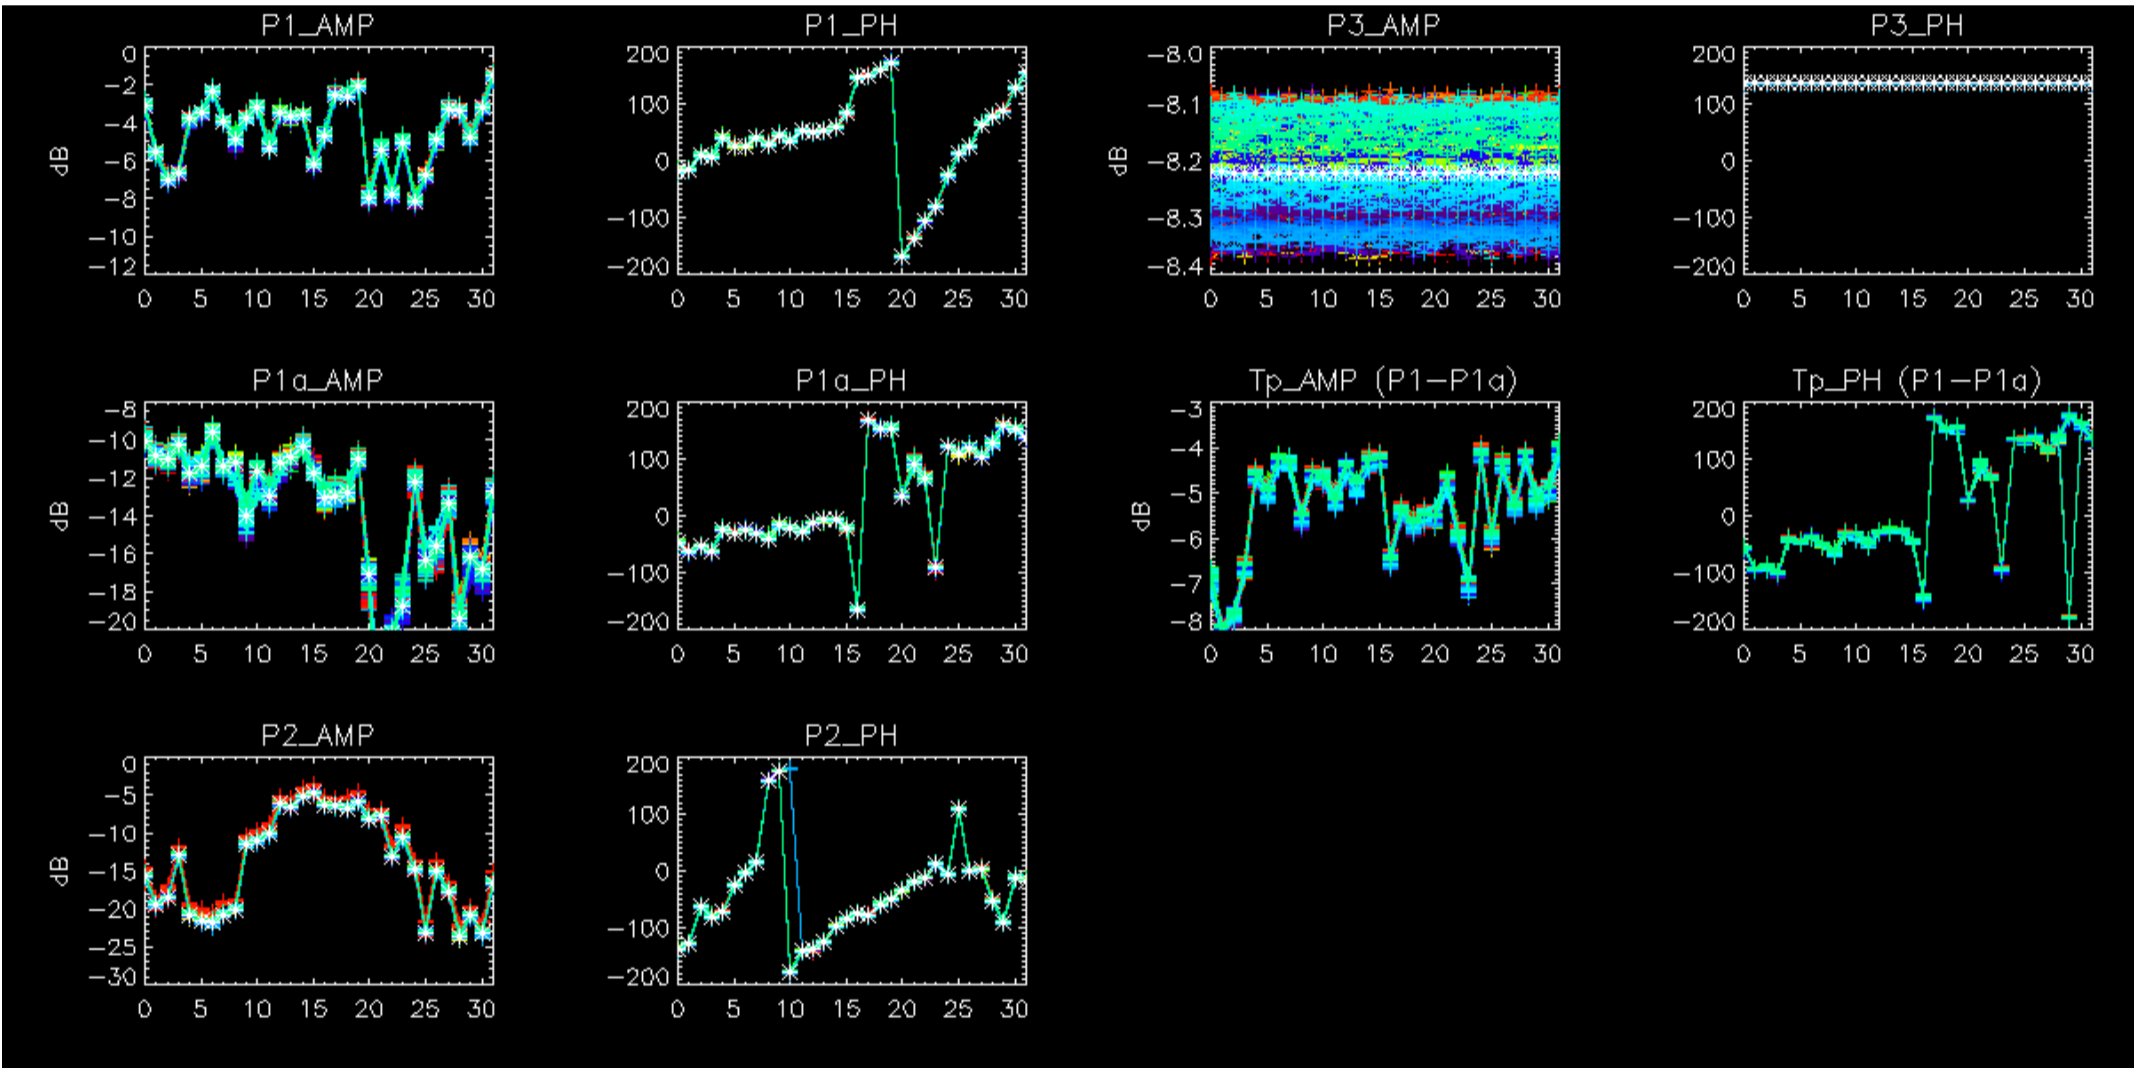 P1_AMP
P1_PH
P3_AMP
P3_PH
0
−2
−4
−6
−8
−10
−12
dB
0 5 10 15 20 25 30
200
100
0
−100
−200
0 5 10 15 20 25 30
−8.0
−8.1
−8.2
−8.3
−8.4
dB
0 5 10 15 20 25 30
200
100
0
−100
−200
0 5 10 15 20 25 30
P1a_AMP
P1a_PH
Tp_AMP (P1−P1a)
Tp_PH (P1−P1a)
−8
−10
−12
−14
−16
−18
−20
dB
0 5 10 15 20 25 30
200
100
0
−100
−200
0 5 10 15 20 25 30
−3
−4
−5
−6
−7
−8
dB
0 5 10 15 20 25 30
200
100
0
−100
−200
0 5 10 15 20 25 30
P2_AMP
P2_PH
0
−5
−10
−15
−20
−25
−30
dB
0 5 10 15 20 25 30
200
100
0
−100
−200
0 5 10 15 20 25 30